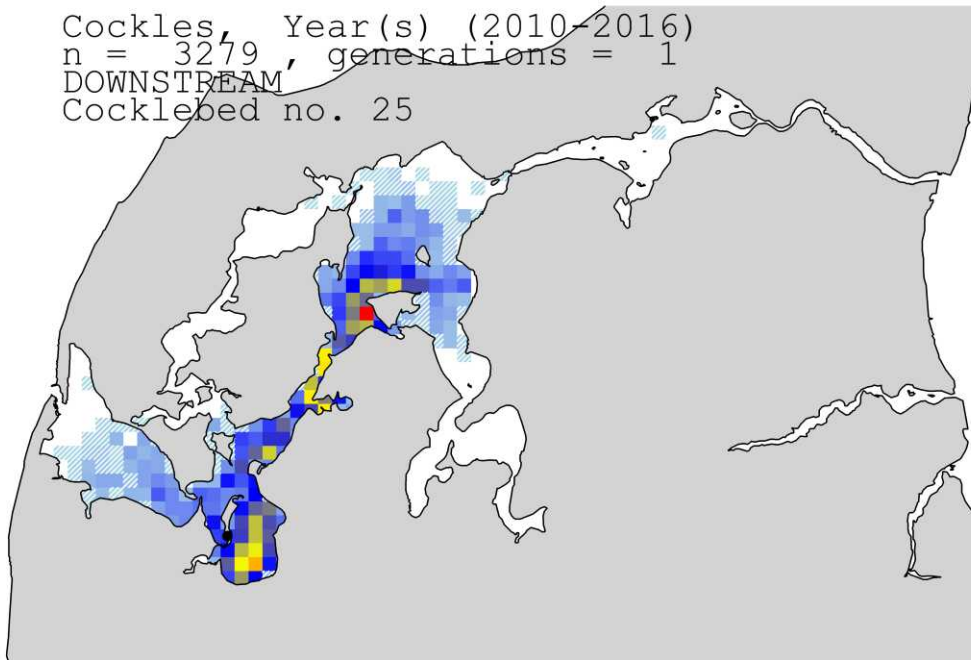 Cockles, Year(s) (2010-2016)
n = 3279 , generations = 1
DOWNSTREAM
Cocklebed no. 25